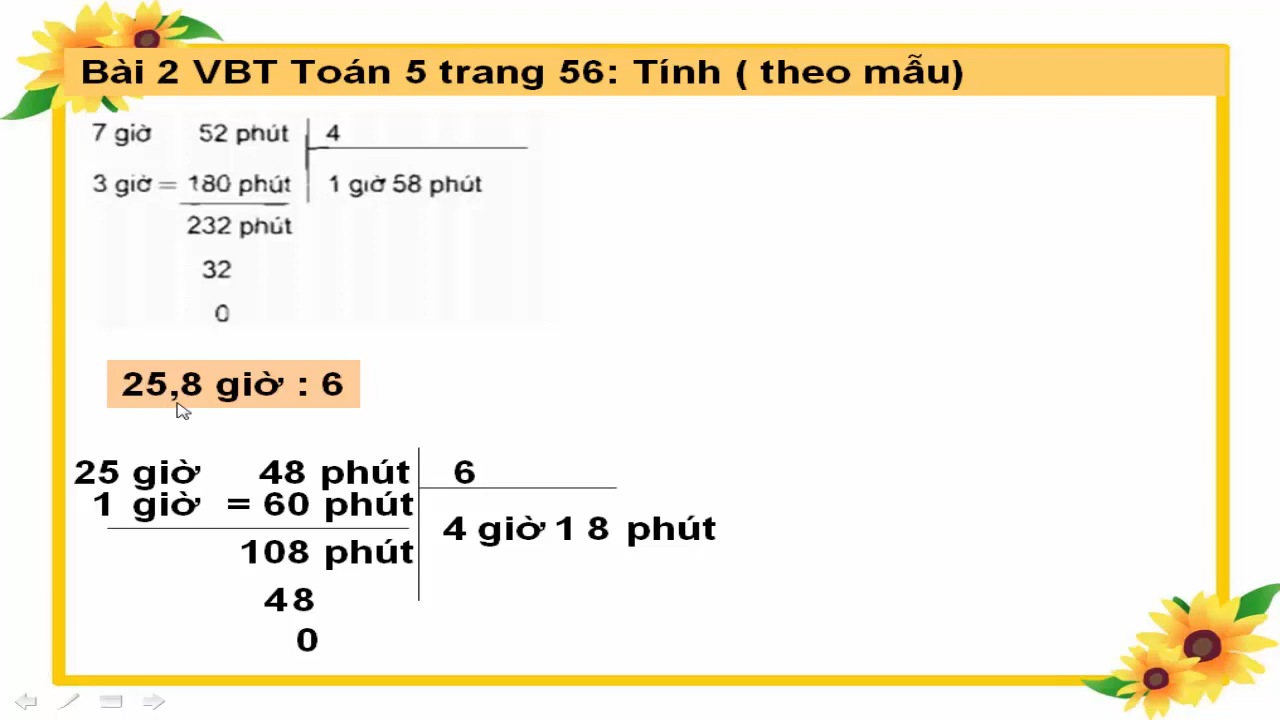 Bài 2 VBT Toán 5 trang 56: Tính ( theo mẫu)
7 giờ 52 phút 4
3 giờ = 180 phút 1 giờ 58 phút
232 phút
32
0
25,8 giờ : 6
25 giờ 48 phút 6
1 giờ = 60 phút
4 giờ 1 8 phút
108 phút
48
0